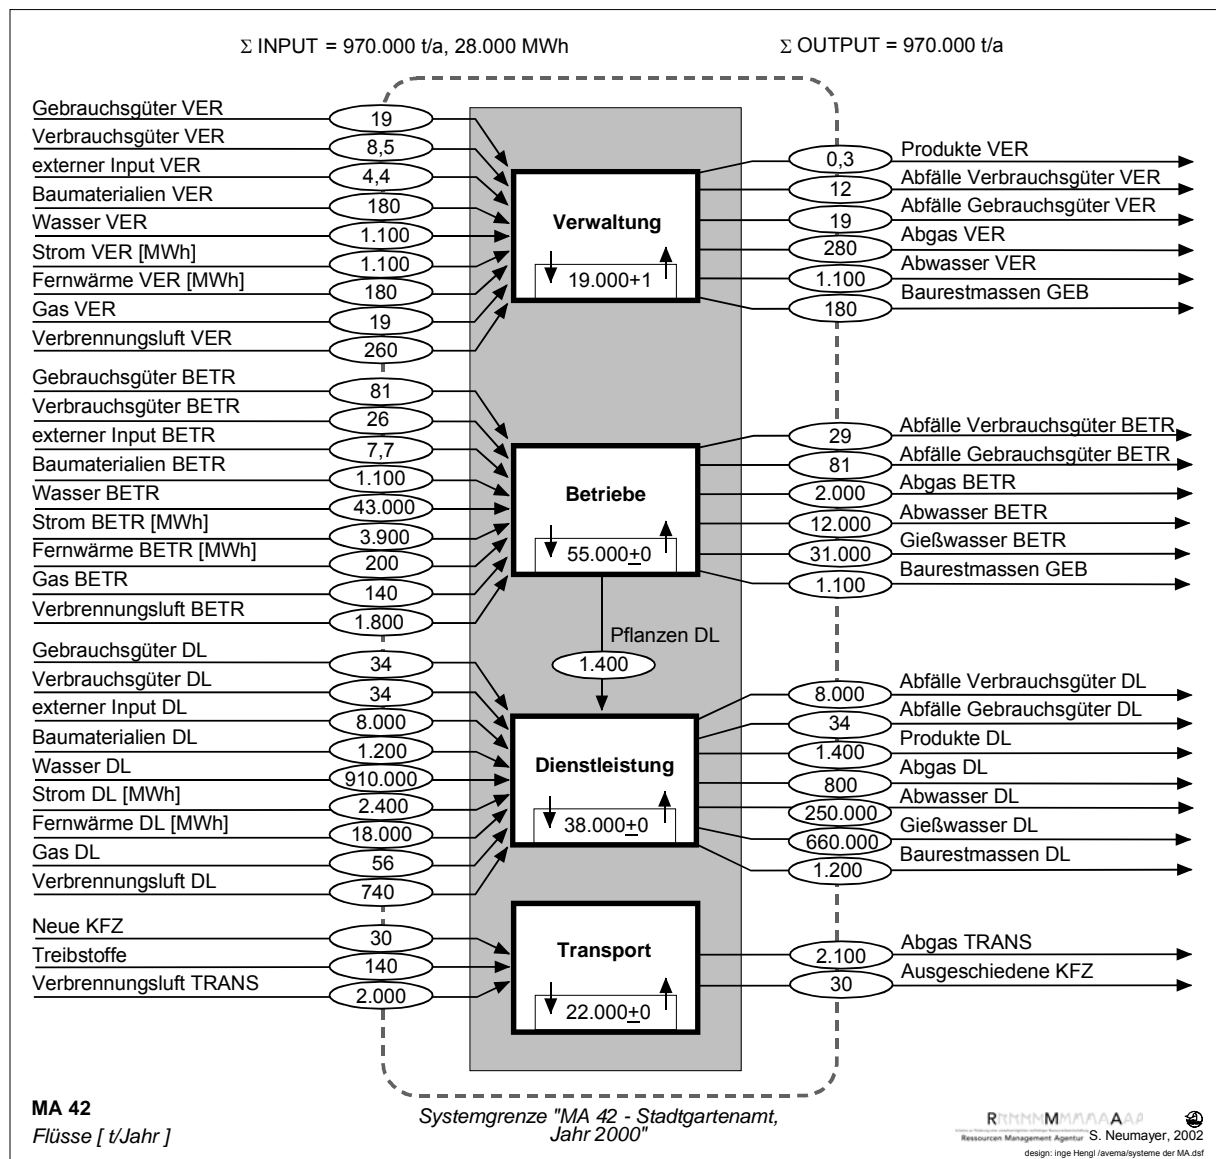 Σ INPUT = 970.000 t/a, 28.000 MWh
Σ OUTPUT = 970.000 t/a
Gebrauchsgüter VER
19
Verbrauchsgüter VER
8,5
externer Input VER
4,4
Baumaterialien VER
180
Wasser VER
1.100
Strom VER [MWh]
1.100
Fernwärme VER [MWh]
180
Gas VER
19
Verbrennungsluft VER
260
Verwaltung
19.000+1
0,3
Produkte VER
12
Abfälle Verbrauchsgüter VER
19
Abfälle Gebrauchsgüter VER
280
Abgas VER
1.100
Abwasser VER
180
Baurestmassen GEB
Gebrauchsgüter BETR
81
Verbrauchsgüter BETR
26
externer Input BETR
7,7
Baumaterialien BETR
1.100
Wasser BETR
43.000
Strom BETR [MWh]
3.900
Fernwärme BETR [MWh]
200
Gas BETR
140
Verbrennungsluft BETR
1.800
Betriebe
55.000±0
29
Abfälle Verbrauchsgüter BETR
81
Abfälle Gebrauchsgüter BETR
2.000
Abgas BETR
12.000
Abwasser BETR
31.000
Gießwasser BETR
1.100
Baurestmassen GEB
Pflanzen DL
1.400
Gebrauchsgüter DL
34
Verbrauchsgüter DL
34
externer Input DL
8.000
Baumaterialien DL
1.200
Wasser DL
910.000
Strom DL [MWh]
2.400
Fernwärme DL [MWh]
18.000
Gas DL
56
Verbrennungsluft DL
740
Dienstleistung
38.000±0
8.000
Abfälle Verbrauchsgüter DL
34
Abfälle Gebrauchsgüter DL
1.400
Produkte DL
800
Abgas DL
250.000
Abwasser DL
660.000
Gießwasser DL
1.200
Baurestmassen DL
Neue KFZ
30
Treibstoffe
140
Verbrennungsluft TRANS
2.000
Transport
22.000±0
2.100
Abgas TRANS
30
Ausgeschiedene KFZ
MA 42
Flüsse [ t/Jahr ]
Systemgrenze "MA 42 - Stadtgartenamt,
Jahr 2000"
Ressourcen Management Agentur
S. Neumayer, 2002
design: inge Hengl /avema/systeme der MA.dsf